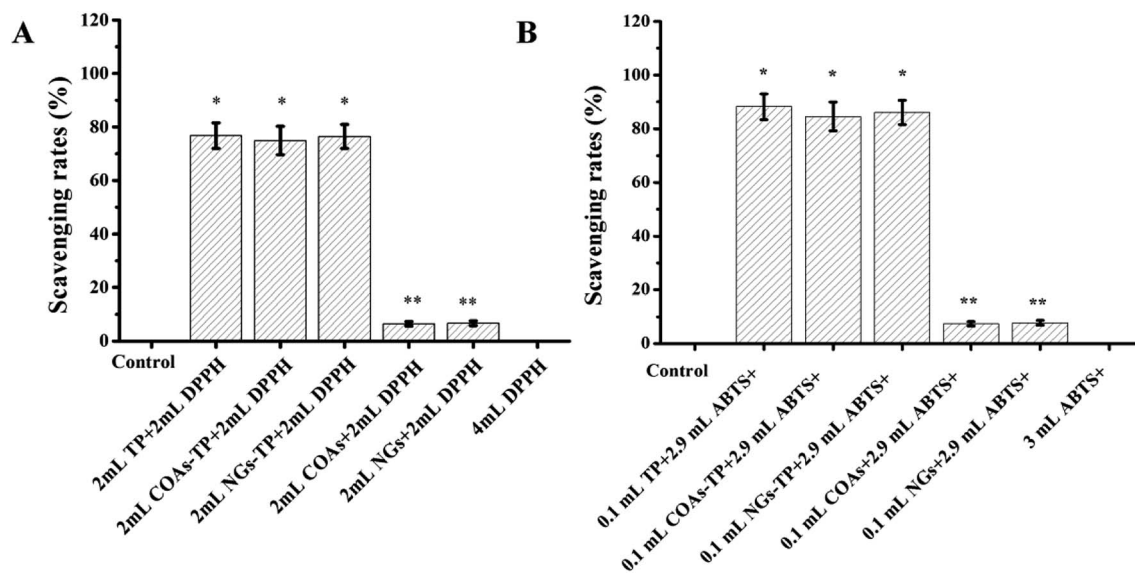 A
Scavenging rates (%)
120
100
80
60
40
20
0
*
*
*
**
**
Control
2mL TP+2mL DPPH
2mL COAs-TP+2mL DPPH
2mL NGs-TP+2mL DPPH
2mL COAs+2mL DPPH
2mL NGs+2mL DPPH
4mL DPPH
B
Scavenging rates (%)
120
100
80
60
40
20
0
*
*
*
**
**
Control
0.1 mL TP+2.9 mL ABTS+
0.1 mL COAs-TP+2.9 mL ABTS+
0.1 mL NGs-TP+2.9 mL ABTS+
0.1 mL COAs+2.9 mL ABTS+
0.1 mL NGs+2.9 mL ABTS+
3 mL ABTS+